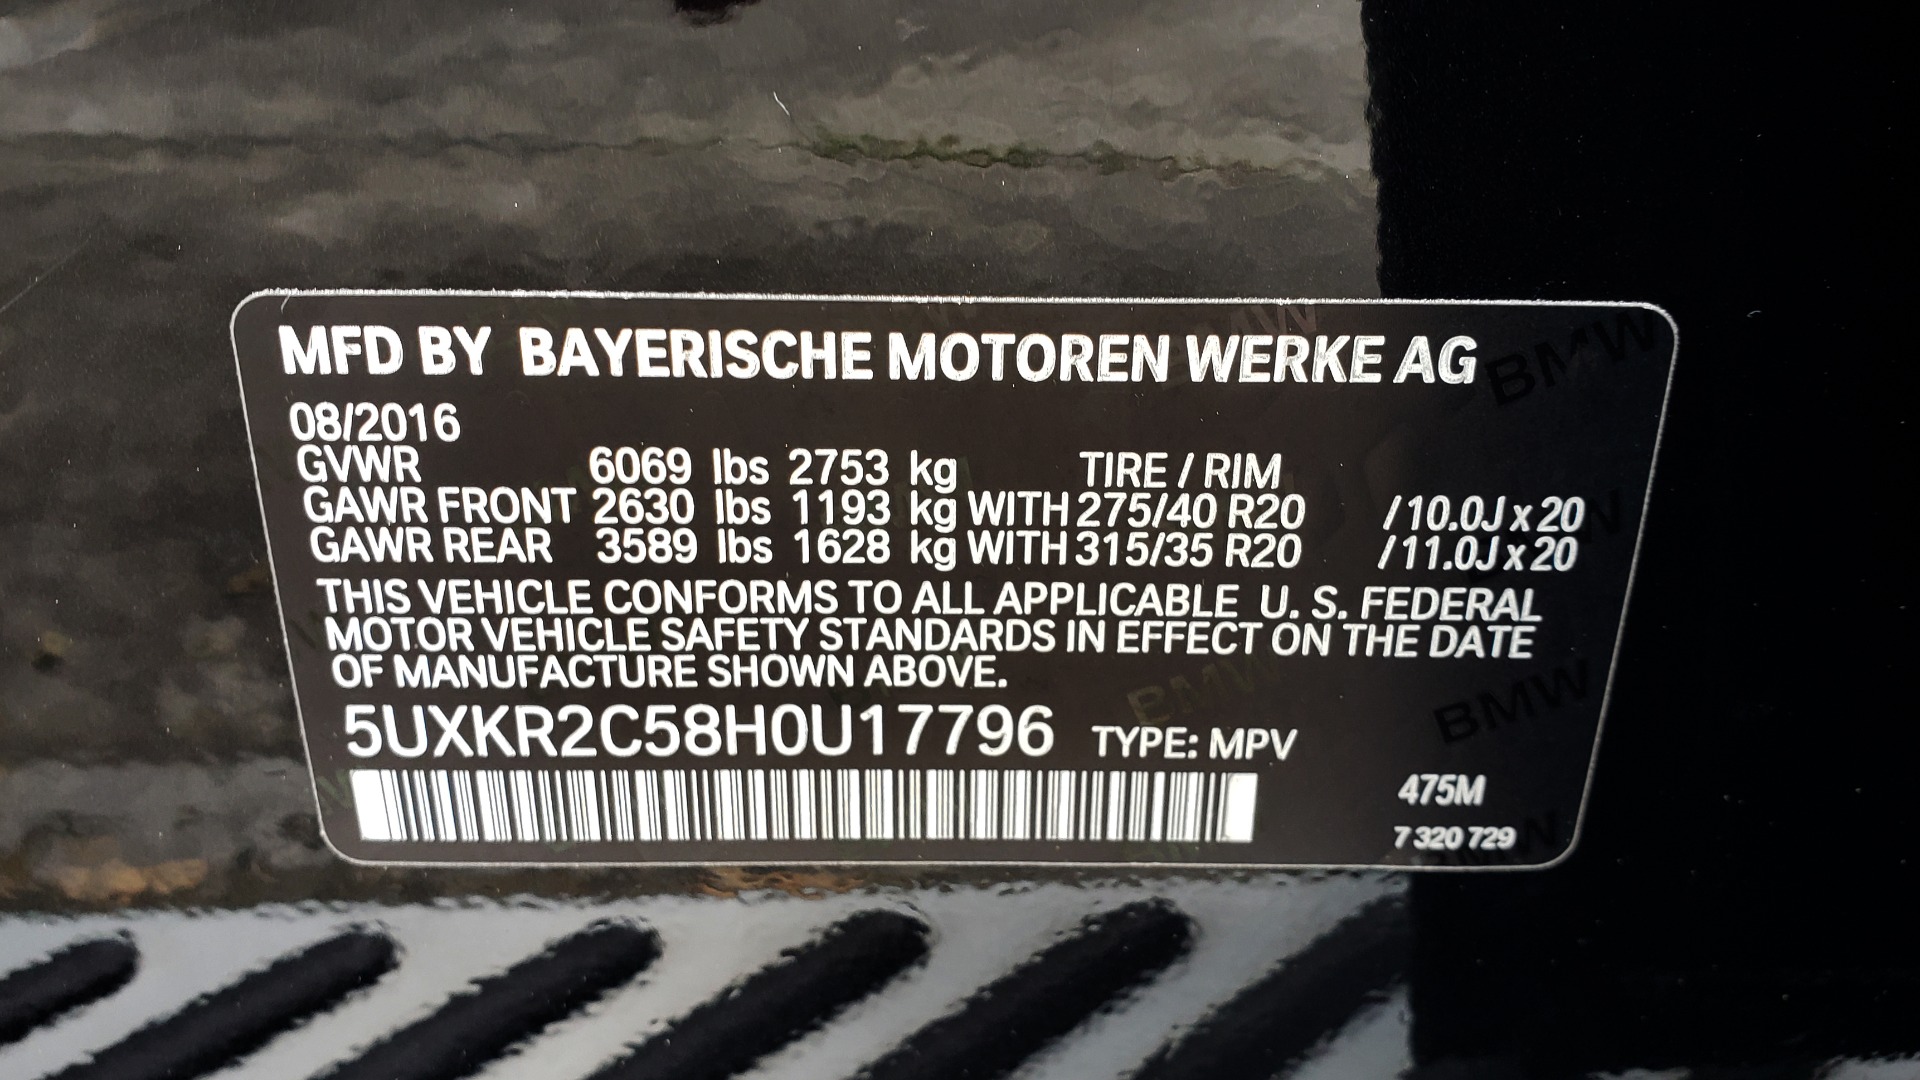 MFD BY BAYERISCHE MOTOREN WERKE AG
08/2016
GVWR 6069 lbs 2753 kg TIRE / RIM
GAWR FRONT 2630 lbs 1193 kg WITH 275/40 R20 / 10.0J x 20
GAWR REAR 3589 lbs 1628 kg WITH 315/35 R20 / 11.0J x 20
THIS VEHICLE CONFORMS TO ALL APPLICABLE U. S. FEDERAL
MOTOR VEHICLE SAFETY STANDARDS IN EFFECT ON THE DATE
OF MANUFACTURE SHOWN ABOVE.
5UXKR2C58H0U17796 TYPE: MPV
475M
7 320 729
BMW
BMW
BMW